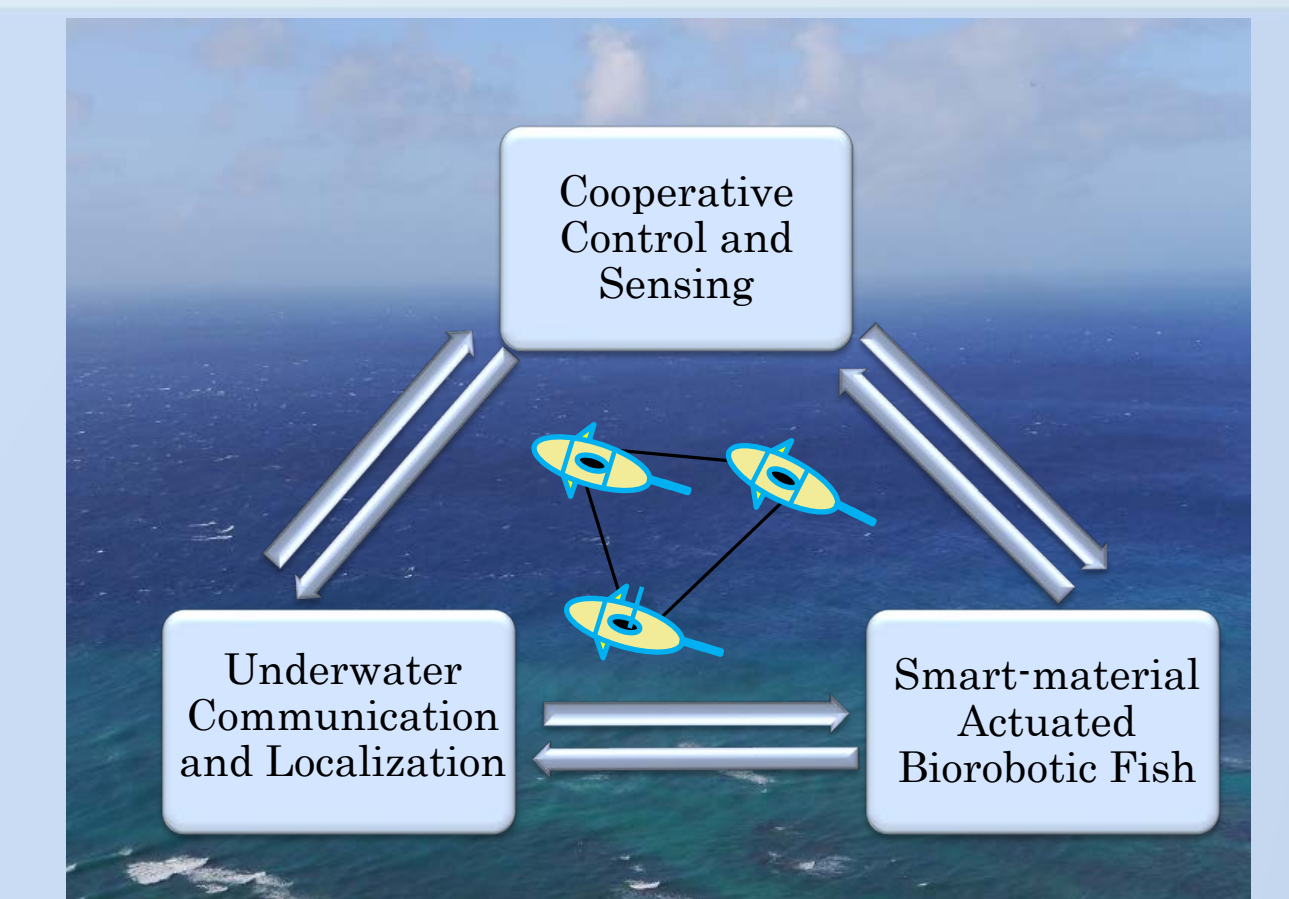 Cooperative
Control and
Sensing
Underwater
Communication
and Localization
Smart-material
Actuated
Biorobotic Fish